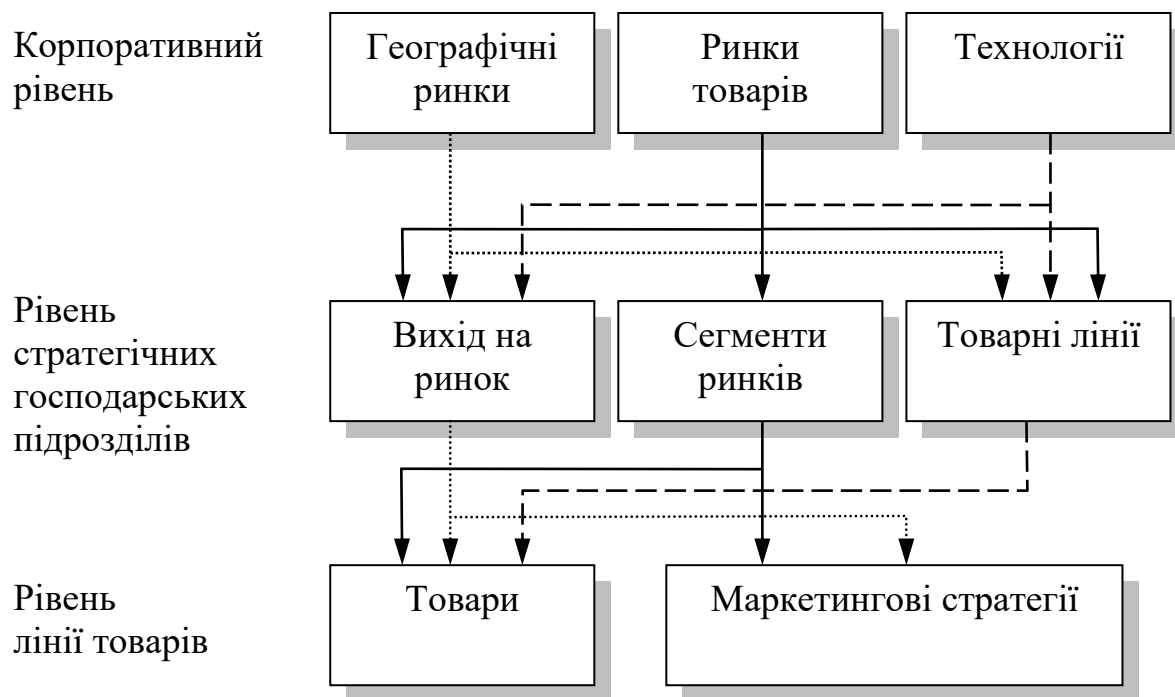 Корпоративний
рівень
Географічні
ринки
Ринки
товарів
Технології
Рівень
стратегічних
господарських
підрозділів
Вихід на
ринок
Сегменти
ринків
Товарні лінії
Рівень
лінії товарів
Товари
Маркетингові стратегії